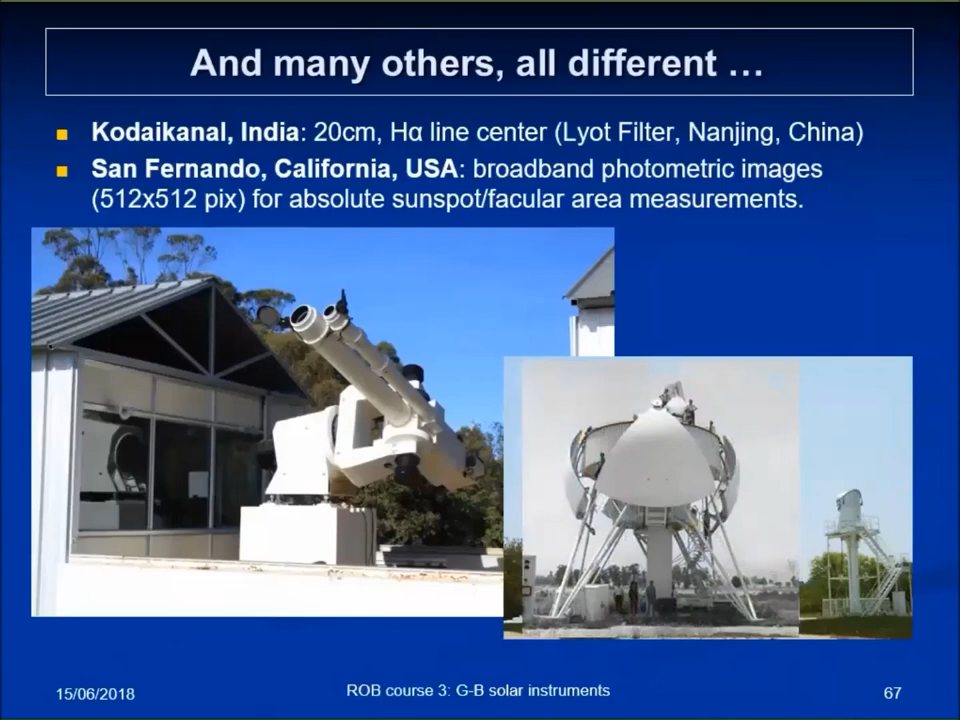 And many others, all different …
Kodaikanal, India: 20cm, Hα line center (Lyot Filter, Nanjing, China)
San Fernando, California, USA: broadband photometric images
(512x512 pix) for absolute sunspot/facular area measurements.
15/06/2018
ROB course 3: G-B solar instruments
67